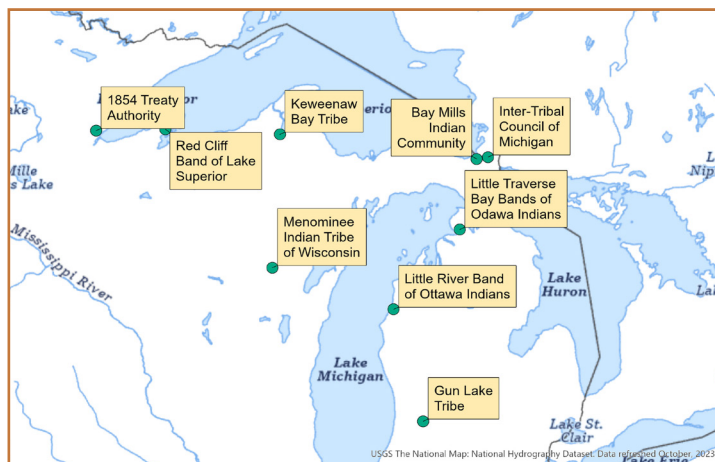 1854 Treaty
Authority
Red Cliff
Band of Lake
Superior
Keweenaw
Bay Tribe
Bay Mills
Indian
Community
Inter-Tribal
Council of
Michigan
Little Traverse
Bay Bands of
Odawa Indians
Menominee
Indian Tribe
of Wisconsin
Little River Band
of Ottawa Indians
Gun Lake
Tribe
Mississippi River
Lake
Michigan
Lake
Huron
Lake St.
Clair
Lake Erie
USGS The National Map: National Hydrography Dataset. Data refreshed October, 2023